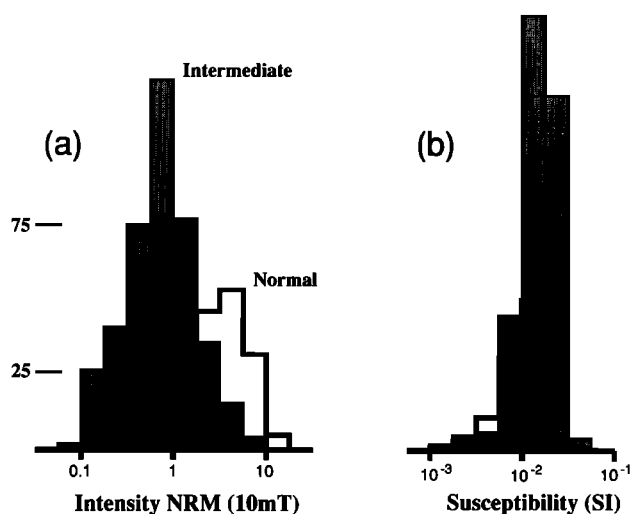 Intermediate
(a)
(b)
75
Normal
25
0.1 1 10
10-3 10-2 10-1
Intensity NRM (10mT)
Susceptibility (SI)